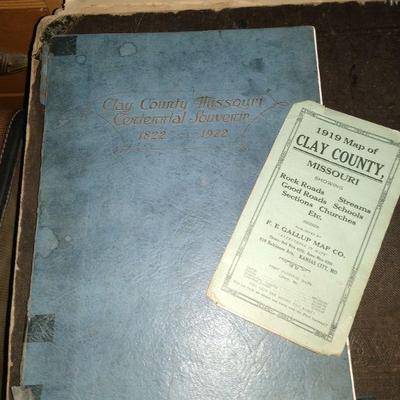 Clay County Missouri
Centennial Souvenir
1822 1922
1919 Map of
CLAY COUNTY,
MISSOURI
SHOWING
Rock Roads Streams
Good Roads Schools
Sections Churches
Etc.
F. E. GALLUP MAP CO.
KANSAS CITY, MO